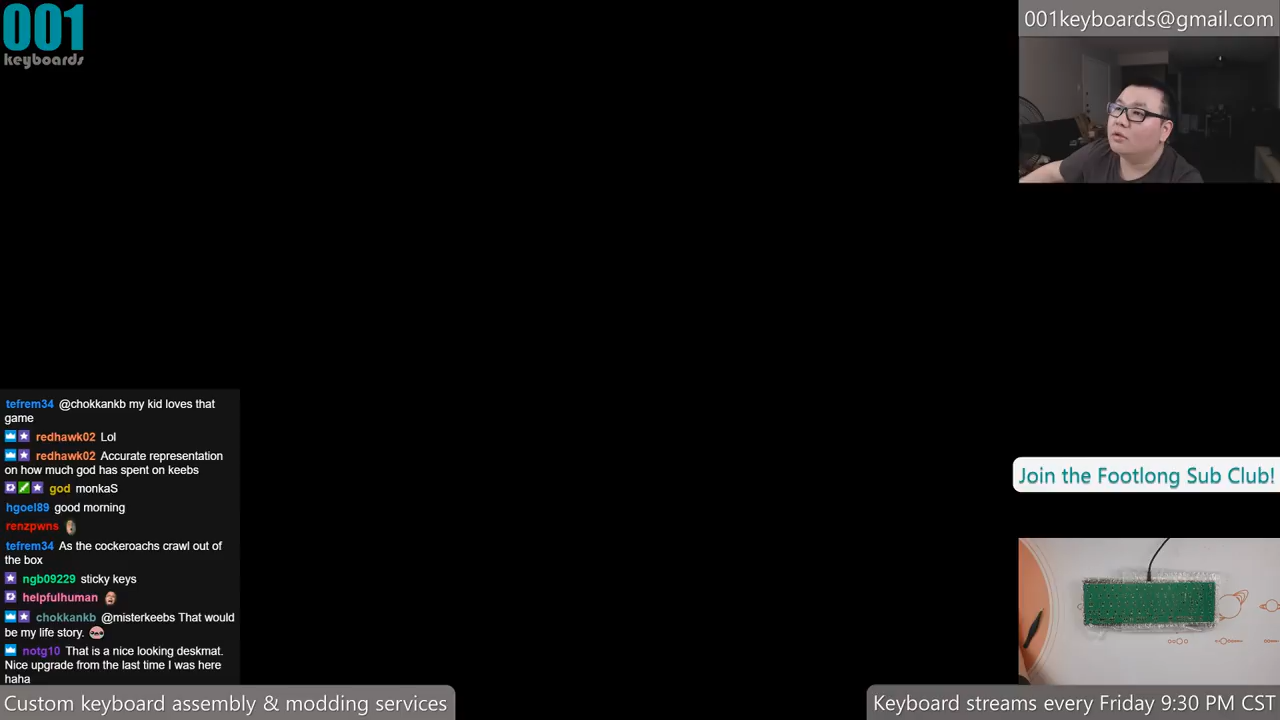 001
keyboards
001keyboards@gmail.com
tefrem34 @chokkankb my kid loves that
game
redhawk02 Lol
redhawk02 Accurate representation
on how much god has spent on keebs
god monkaS
hgoel89 good morning
renzpwns
tefrem34 As the cockeroachs crawl out of
the box
ngb09229 sticky keys
helpfulhuman
chokkankb @misterkeebs That would
be my life story.
notg10 That is a nice looking deskmat.
Nice upgrade from the last time I was here
haha
Join the Footlong Sub Club!
Custom keyboard assembly & modding services
Keyboard streams every Friday 9:30 PM CST